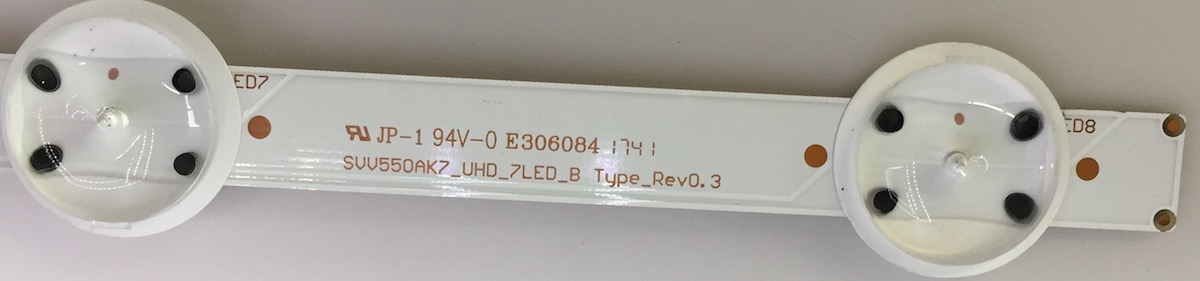 ED7
JP-1 94V-0 E306084 1741
SVV550AK7_UHD_7LED_B Type_Rev0.3
ED8